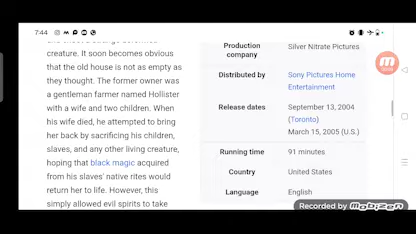 7:44
creature. It soon becomes obvious
that the old house is not as empty as
they thought. The former owner was
a gentleman farmer named Hollister
with a wife and two children. When
his wife died, he attempted to bring
her back by sacrificing his children,
slaves, and any other living creature,
hoping that black magic acquired
from his slaves' native rites would
return her to life. However, this
simply allowed evil spirits to take
Production company Silver Nitrate Pictures
Distributed by Sony Pictures Home
Entertainment
Release dates September 13, 2004
(Toronto)
March 15, 2005 (U.S.)
Running time 91 minutes
Country United States
Language English
Recorded by Mobizen